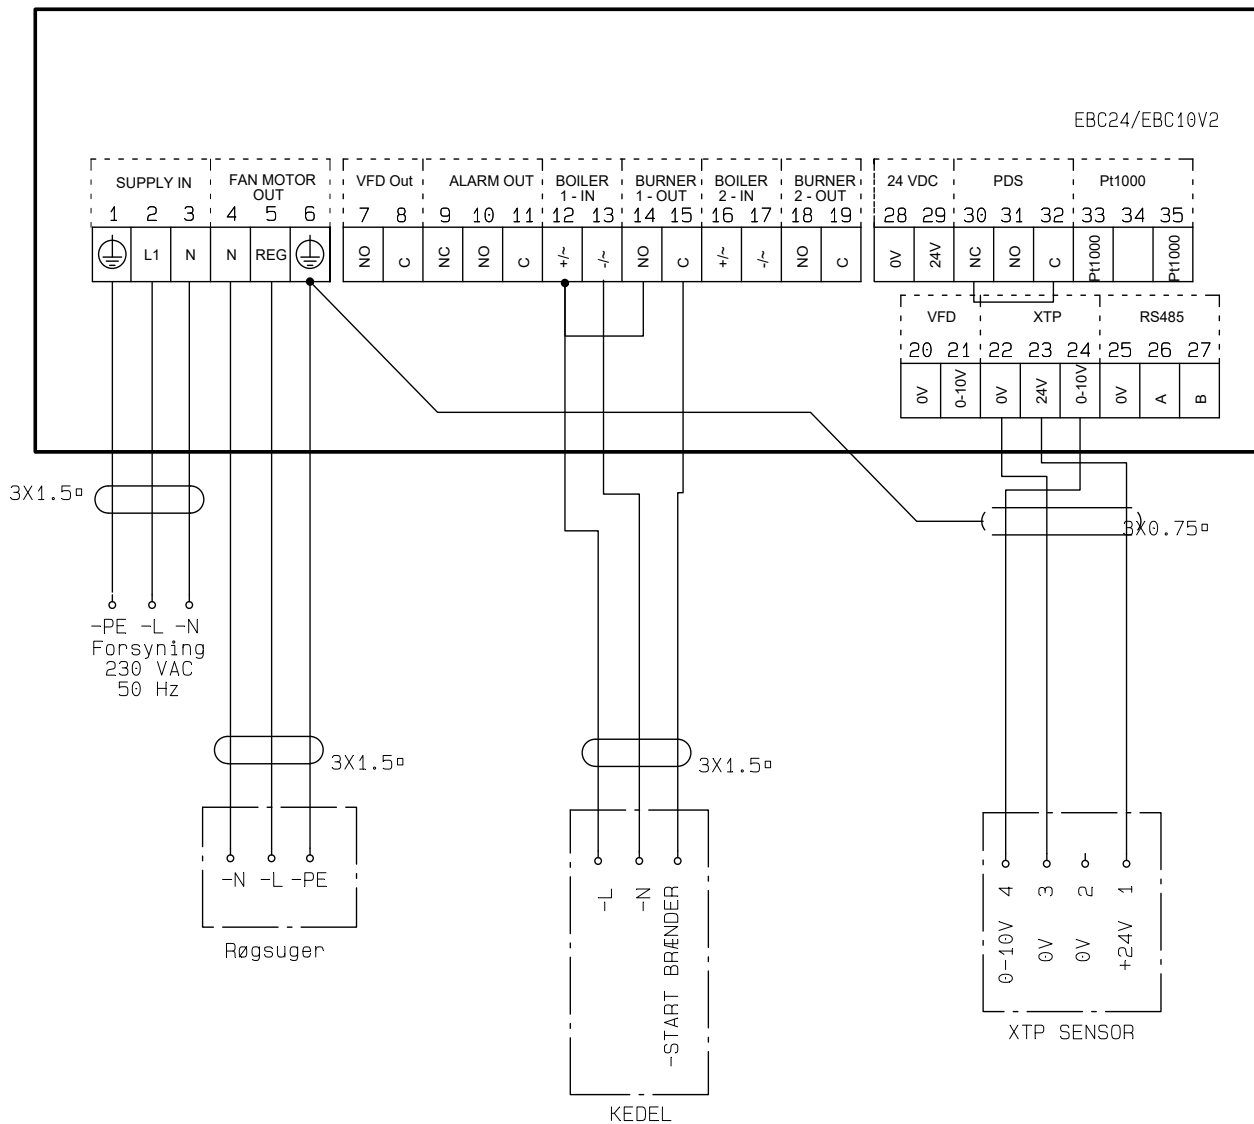 EBC24/EBC10V2
SUPPLY IN
FAN MOTOR
OUT
VFD Out
ALARM OUT
BOILER
1 - IN
BURNER
1 - OUT
BOILER
2 - IN
BURNER
2 - OUT
24 VDC
PDS
Pt1000
1 2 3 4 5 6 7 8 9 10 11 12 13 14 15 16 17 18 19 28 29 30 31 32 33 34 35
L1 N N REG NO C NC NO C +/~ -/~ NO C +/~ -/~ NO C 0V 24V NC NO C Pt1000 Pt1000
VFD
XTP
RS485
20 21 22 23 24 25 26 27
0V 0-10V 0V 24V 0-10V 0V A B
3X1.5▫
3X0.75▫
-PE -L -N
Forsyning
230 VAC
50 Hz
3X1.5▫
3X1.5▫
-N -L -PE
Røgsuger
-L
-N
-START BRÆNDER
KEDEL
4 3 2 1
0-10V 0V 0V +24V
XTP SENSOR